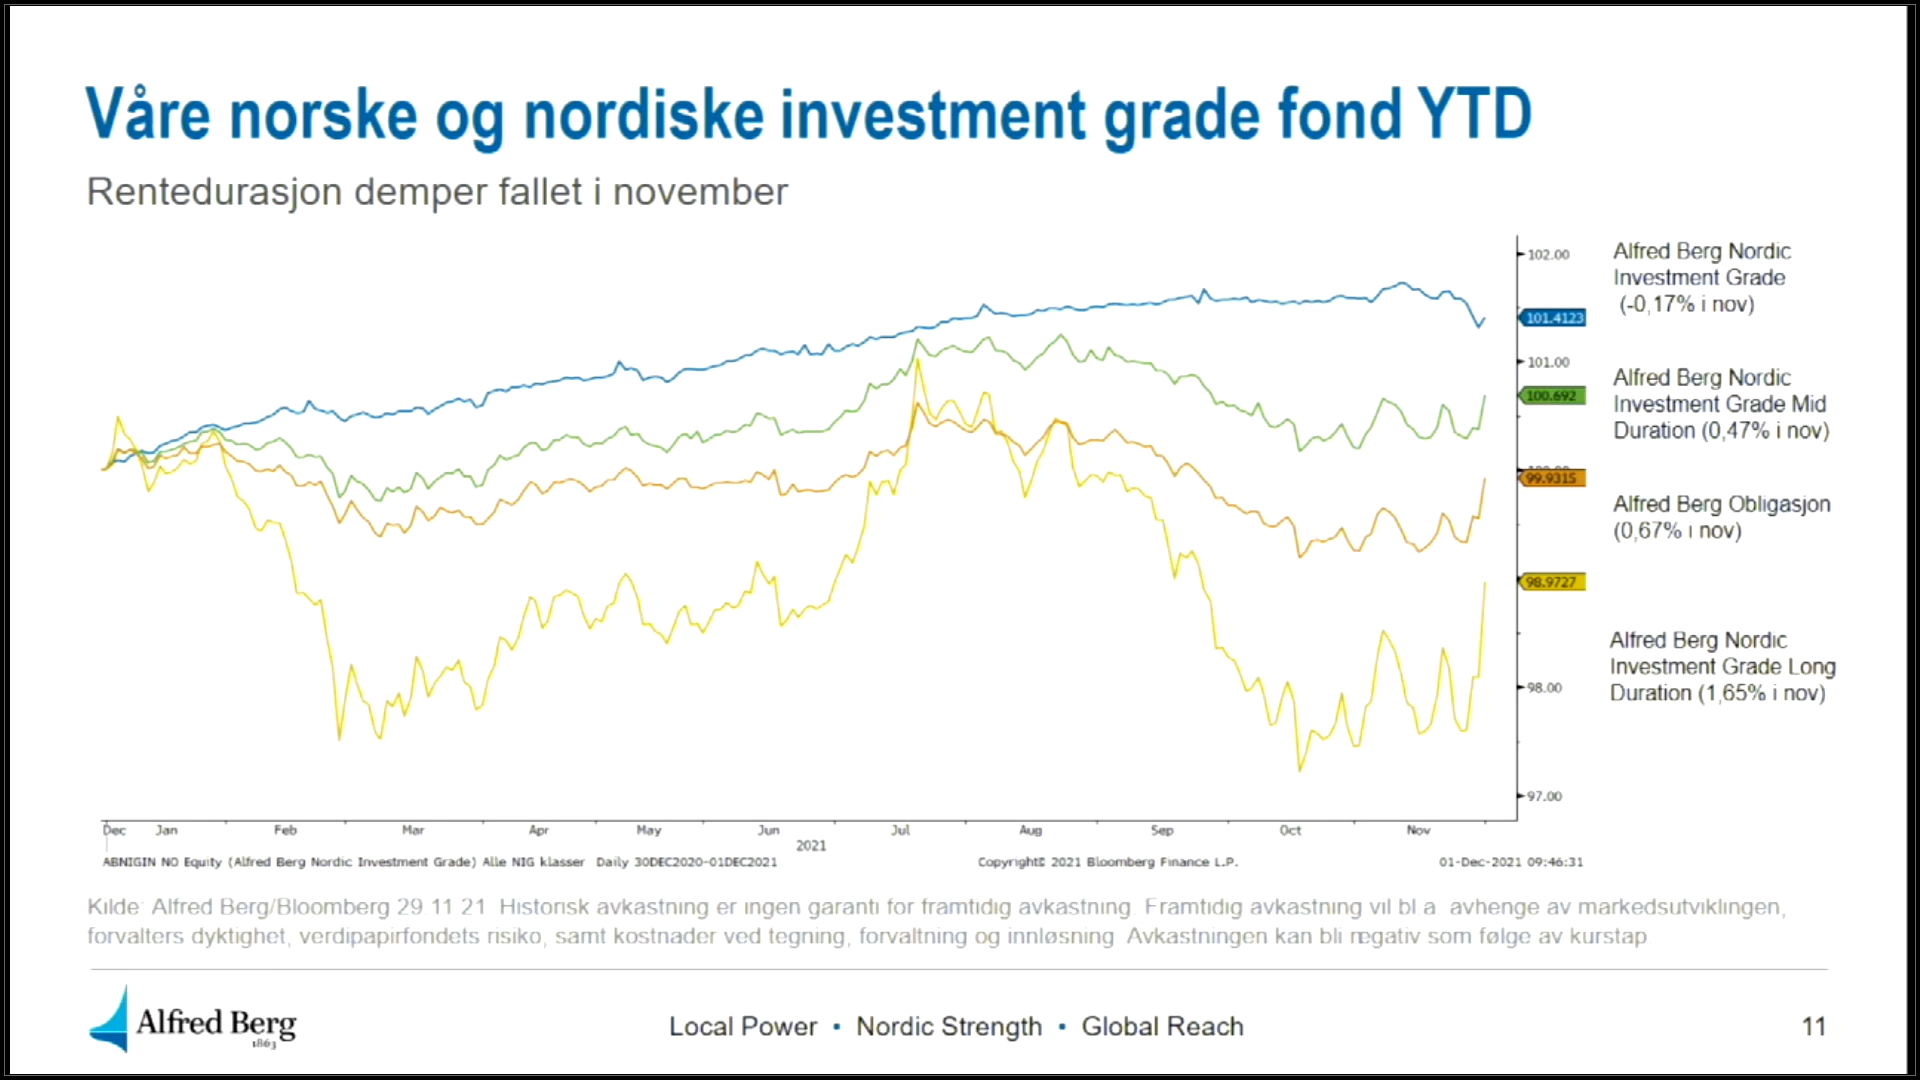 Våre norske og nordiske investment grade fond YTD
Rentedurasjon demper fallet i november
102.00
101.4123
101.00
100.692
99.9315
98.9727
98.00
97.00
Alfred Berg Nordic
Investment Grade
(-0,17% i nov)
Alfred Berg Nordic
Investment Grade Mid
Duration (0,47% i nov)
Alfred Berg Obligasjon
(0,67% i nov)
Alfred Berg Nordic
Investment Grade Long
Duration (1,65% i nov)
Dec Jan Feb Mar Apr May Jun Jul Aug Sep Oct Nov
2021
ABNIGIN NO Equity (Alfred Berg Nordic Investment Grade) Alle NIG klasser Daily 30DEC2020-01DEC2021 Copyright© 2021 Bloomberg Finance L.P. 01-Dec-2021 09:46:31
Kilde: Alfred Berg/Bloomberg 29.11.21. Historisk avkastning er ingen garanti for framtidig avkastning. Framtidig avkastning vil bl.a. avhenge av markedsutviklingen,
forvalters dyktighet, verdipapirfondets risiko, samt kostnader ved tegning, forvaltning og innløsning. Avkastningen kan bli negativ som følge av kurstap.
Alfred Berg
1863
Local Power • Nordic Strength • Global Reach
11